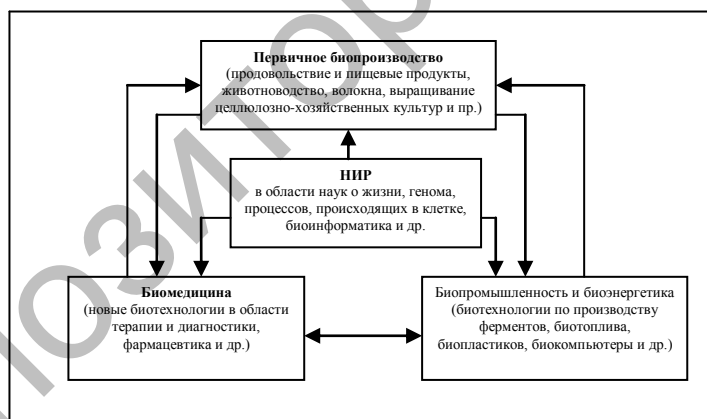 Первичное биопроизводство
(продовольствие и пищевые продукты,
животноводство, волокна, выращивание
целлюлозно-хозяйственных культур и пр.)
НИР
в области наук о жизни, генома,
процессов, происходящих в клетке,
биоинформатика и др.
Биомедицина
(новые биотехнологии в области
терапии и диагностики,
фармацевтика и др.)
Биопромышленность и биоэнергетика
(биотехнологии по производству
ферментов, биотоплива,
биопластиков, биокомпьютеры и др.)